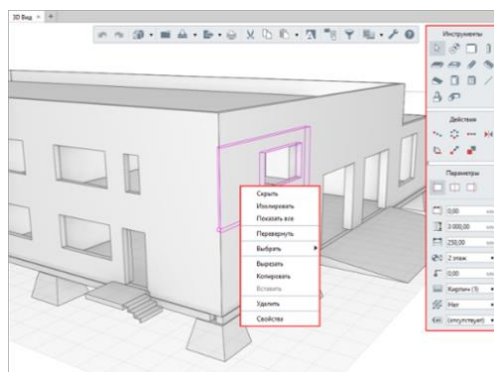 3D Вид × +
Инструменты
Действия
Параметры
Скрыть
Изолировать
Показать все
Перевернуть
Выбрать
Вырезать
Копировать
Вставить
Удалить
Свойства
0,00
3 000,00
250,00
2 этаж
0,00
Кирпич (1)
Нет
(отсутствует)